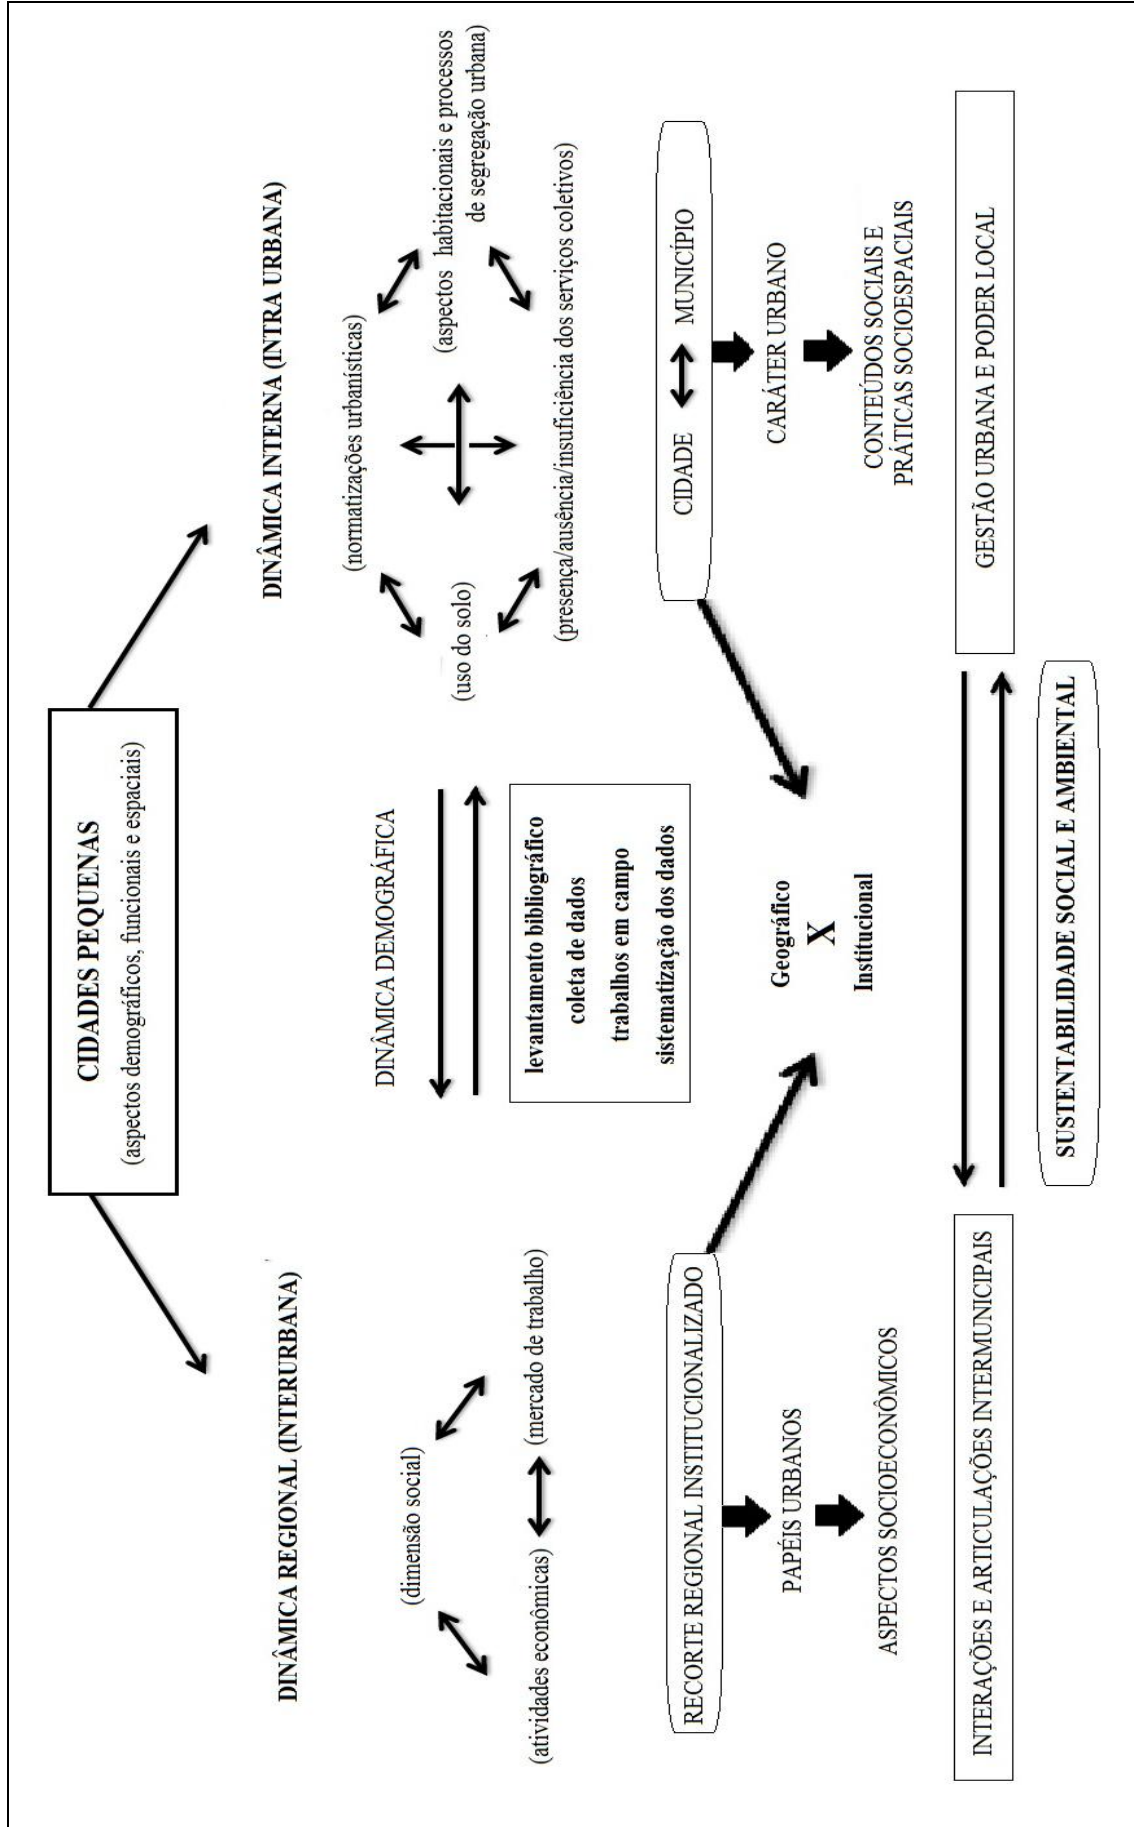 CIDADES PEQUENAS
(aspectos demográficos, funcionais e espaciais)
DINÂMICA REGIONAL (INTERURBANA)
DINÂMICA INTERNA (INTRA URBANA)
(dimensão social)
(atividades econômicas)
(mercado de trabalho)
DINÂMICA DEMOGRÁFICA
levantamento bibliográfico
coleta de dados
trabalhos em campo
sistematização dos dados
(normatizações urbanísticas)
(uso do solo)
(aspectos habitacionais e processos
de segregação urbana)
(presença/ausência/insuficiência dos serviços coletivos)
RECORTE REGIONAL INSTITUCIONALIZADO
PAPÉIS URBANOS
ASPECTOS SOCIOECONÔMICOS
Geográfico
X
Institucional
CIDADE MUNICÍPIO
CARÁTER URBANO
CONTEÚDOS SOCIAIS E
PRÁTICAS SOCIOESPACIAIS
INTERAÇÕES E ARTICULAÇÕES INTERMUNICIPAIS
GESTÃO URBANA E PODER LOCAL
SUSTENTABILIDADE SOCIAL E AMBIENTAL